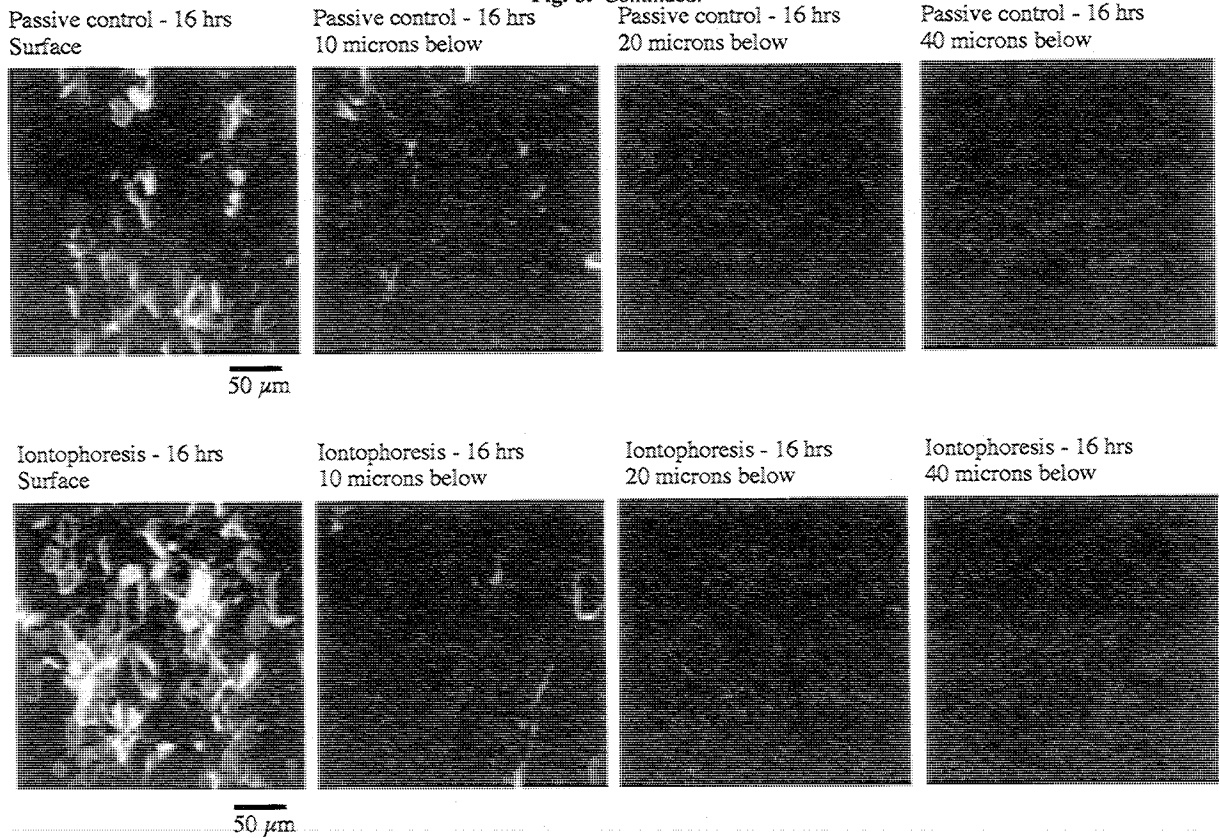 Passive control - 16 hrs
Surface
Passive control - 16 hrs
10 microns below
Passive control - 16 hrs
20 microns below
Passive control - 16 hrs
40 microns below
50 μm
Iontophoresis - 16 hrs
Surface
Iontophoresis - 16 hrs
10 microns below
Iontophoresis - 16 hrs
20 microns below
Iontophoresis - 16 hrs
40 microns below
50 μm